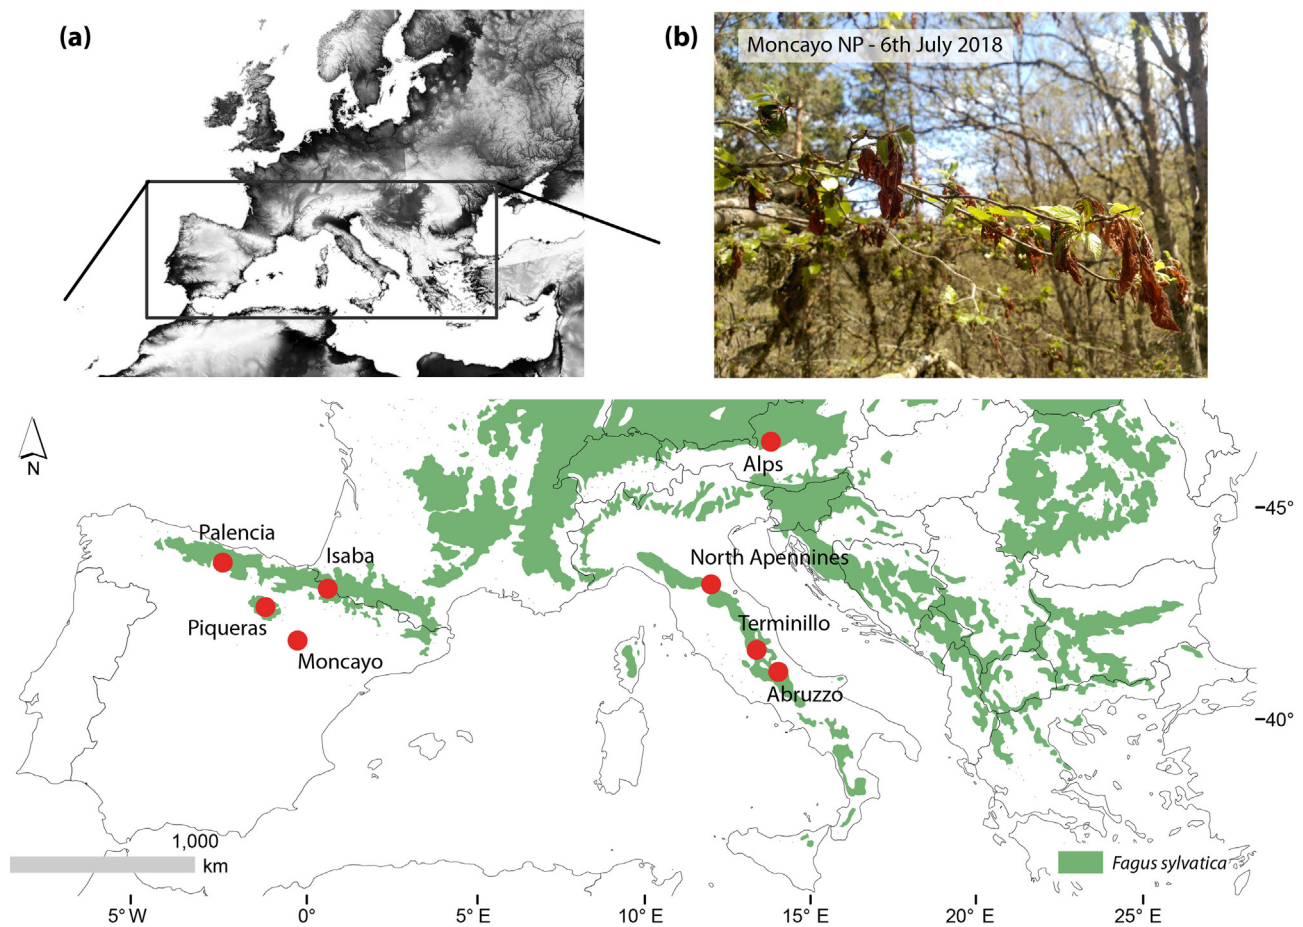 (a)
(b)
Moncayo NP - 6th July 2018
N
Alps
45°
Palencia
Isaba
North Apennines
Piqueras
Terminillo
Moncayo
Abruzzo
40°
1,000
km
Fagus sylvatica
5° W
0°
5° E
10° E
15° E
20° E
25° E